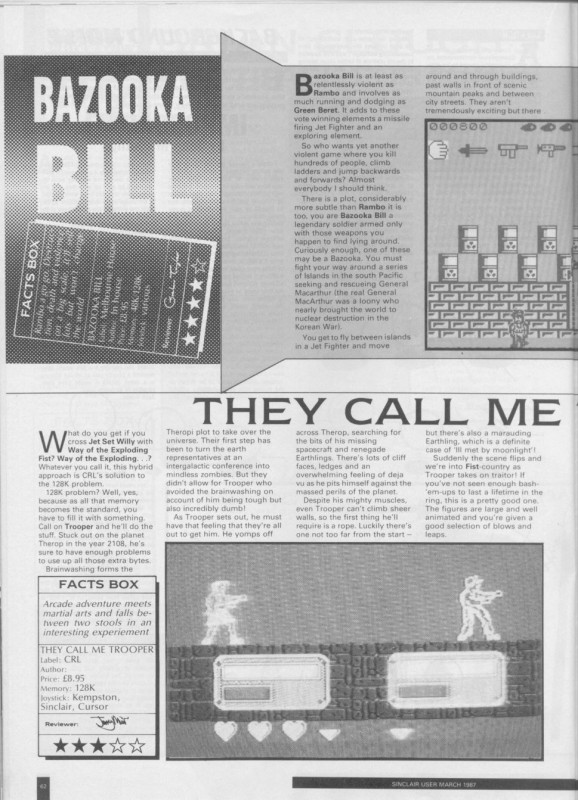 BAZOOKA
BILL
FACTS BOX
BAZOOKA BILL
Reviewer:
Bazooka Bill is at least as
relentlessly violent as
Rambo and involves as
much running and dodging as
Green Beret. It adds to these
vote winning elements a missile
firing Jet Fighter and an
exploring element.
So who wants yet another
violent game where you kill
hundreds of people, climb
ladders and jump backwards
and forwards? Almost
everybody I should think.
There is a plot, considerably
more subtle than Rambo it is
too, you are Bazooka Bill a
legendary soldier armed only
with those weapons you
happen to find lying around.
Curiously enough, one of these
may be a Bazooka. You must
fight your way around a series
of Islands in the south Pacific
seeking and rescueing General
Macarthur (the real General
MacArthur was a loony who
nearly brought the world to
nuclear destruction in the
Korean War).
You get to fly between islands
in a Jet Fighter and move
around and through buildings,
past walls in front of scenic
mountain peaks and between
city streets. They aren't
tremendously exciting but there
THEY CALL ME
What do you get if you
cross Jet Set Willy with
Way of the Exploding
Fist? Way of the Exploding. . .?
Whatever you call it, this hybrid
approach is CRL's solution to
the 128K problem.
128K problem? Well, yes,
because as all that memory
becomes the standard, you
have to fill it with something.
Call on Trooper and he'll do the
stuff. Stuck out on the planet
Therop in the year 2108, he's
sure to have enough problems
to use up all those extra bytes.
Brainwashing forms the
Theropi plot to take over the
universe. Their first step has
been to turn the earth
representatives at an
intergalactic conference into
mindless zombies. But they
didn't allow for Trooper who
avoided the brainwashing on
account of him being tough but
also incredibly dumb!
As Trooper sets out, he must
have that feeling that they're all
out to get him. He yomps off
across Therop, searching for
the bits of his missing
spacecraft and renegade
Earthlings. There's lots of cliff
faces, ledges and an
overwhelming feeling of deja
vu as he pits himself against the
massed perils of the planet.
Despite his mighty muscles,
even Trooper can't climb sheer
walls, so the first thing he'll
require is a rope. Luckily there's
one not too far from the start –
but there's also a marauding
Earthling, which is a definite
case of 'Ill met by moonlight'!
Suddenly the scene flips and
we're into Fist-country as
Trooper takes on traitor! If
you've not seen enough bash-
'em-ups to last a lifetime in the
ring, this is a pretty good one.
The figures are large and well
animated and you're given a
good selection of blows and
leaps.
FACTS BOX
Arcade adventure meets
martial arts and falls be-
tween two stools in an
interesting experiement
THEY CALL ME TROOPER
Label: CRL
Author:
Price: £8.95
Memory: 128K
Joystick: Kempston,
Sinclair, Cursor
Reviewer:
62
SINCLAIR USER MARCH 1987